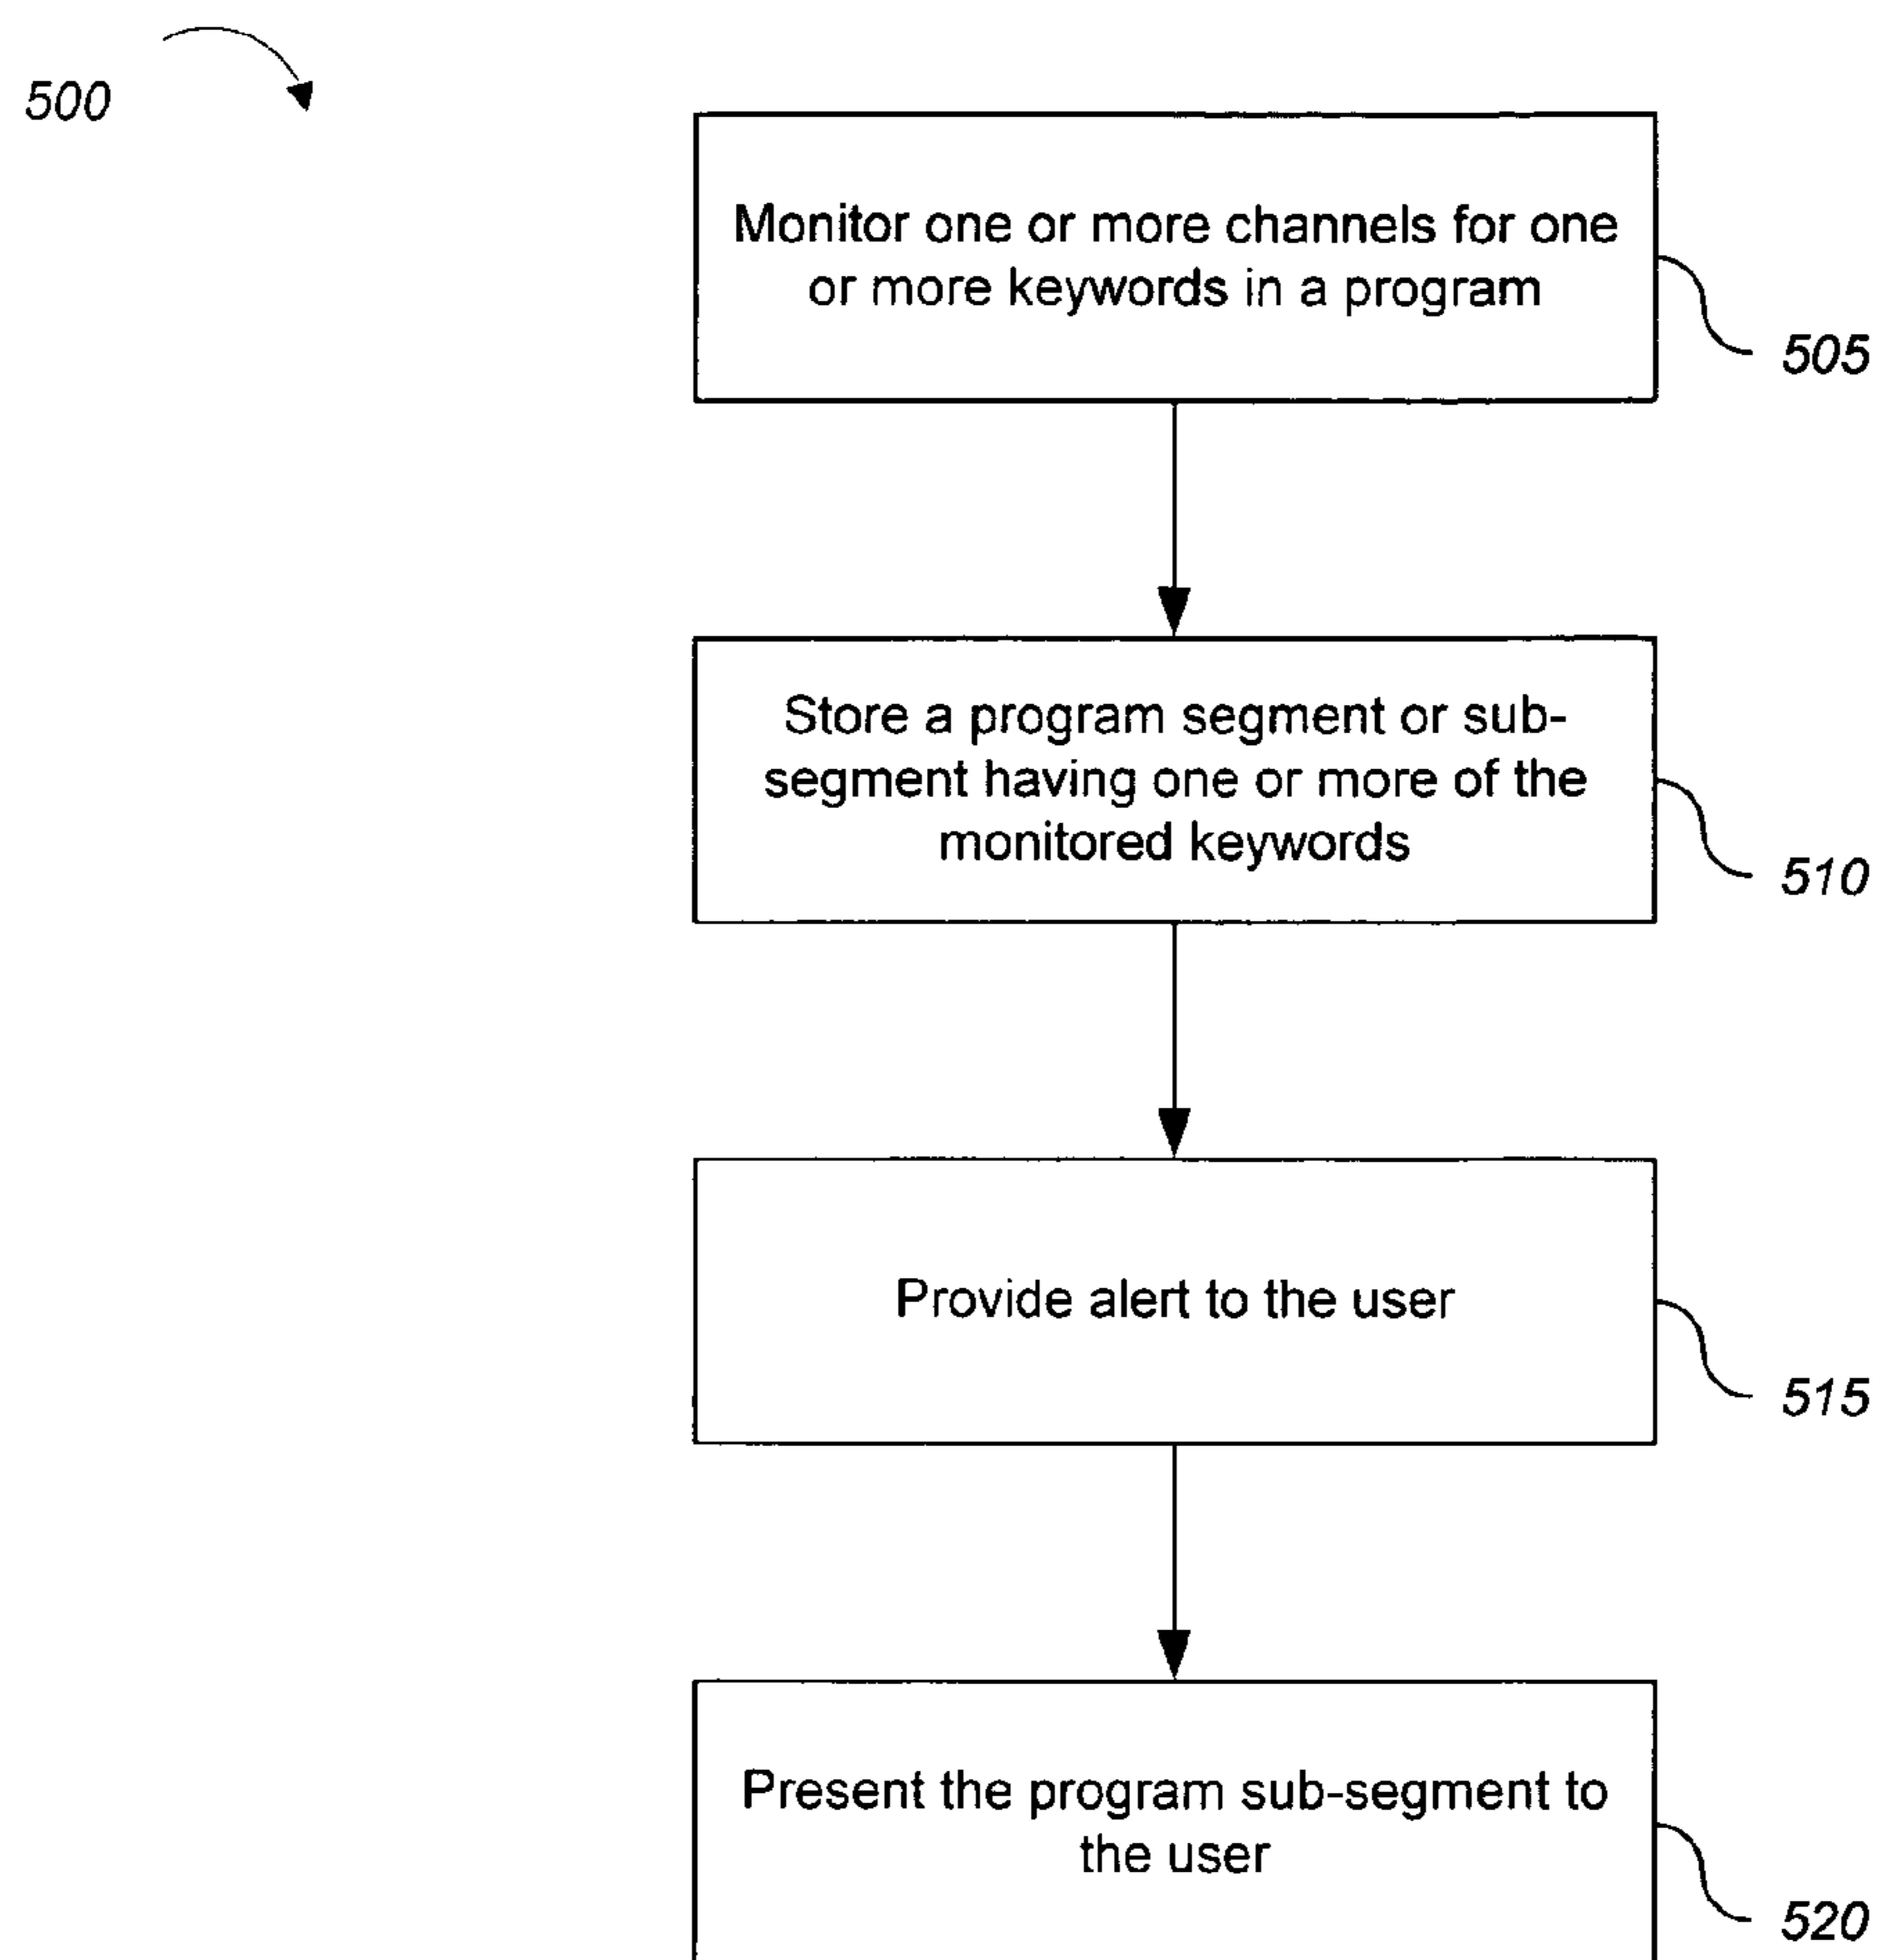 500
Monitor one or more channels for one
or more keywords in a program
505
Store a program segment or sub-
segment having one or more of the
monitored keywords
510
Provide alert to the user
515
Present the program sub-segment to
the user
520